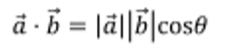 a⃗ · b⃗ = |a⃗||b⃗|cosθ